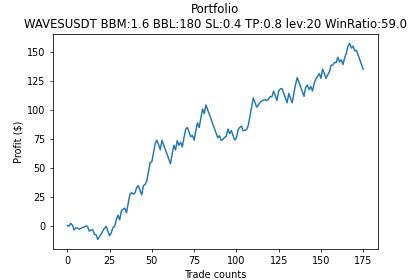 Portfolio
WAVESUSDT BBM:1.6 BBL:180 SL:0.4 TP:0.8 lev:20 WinRatio:59.0
150
125
100
75
50
25
0
Profit ($)
0 25 50 75 100 125 150 175
Trade counts